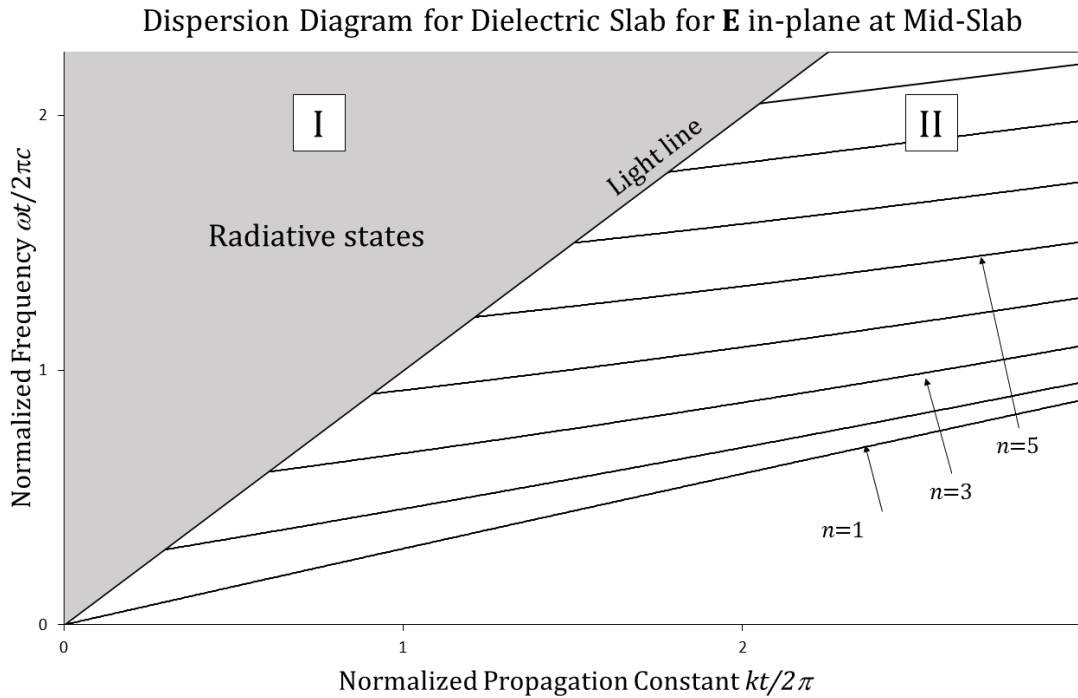 Dispersion Diagram for Dielectric Slab for E in-plane at Mid-Slab
Normalized Frequency ωt/2πc
2
1
0
I
II
Light line
Radiative states
n=5
n=3
n=1
0
1
2
Normalized Propagation Constant kt/2π